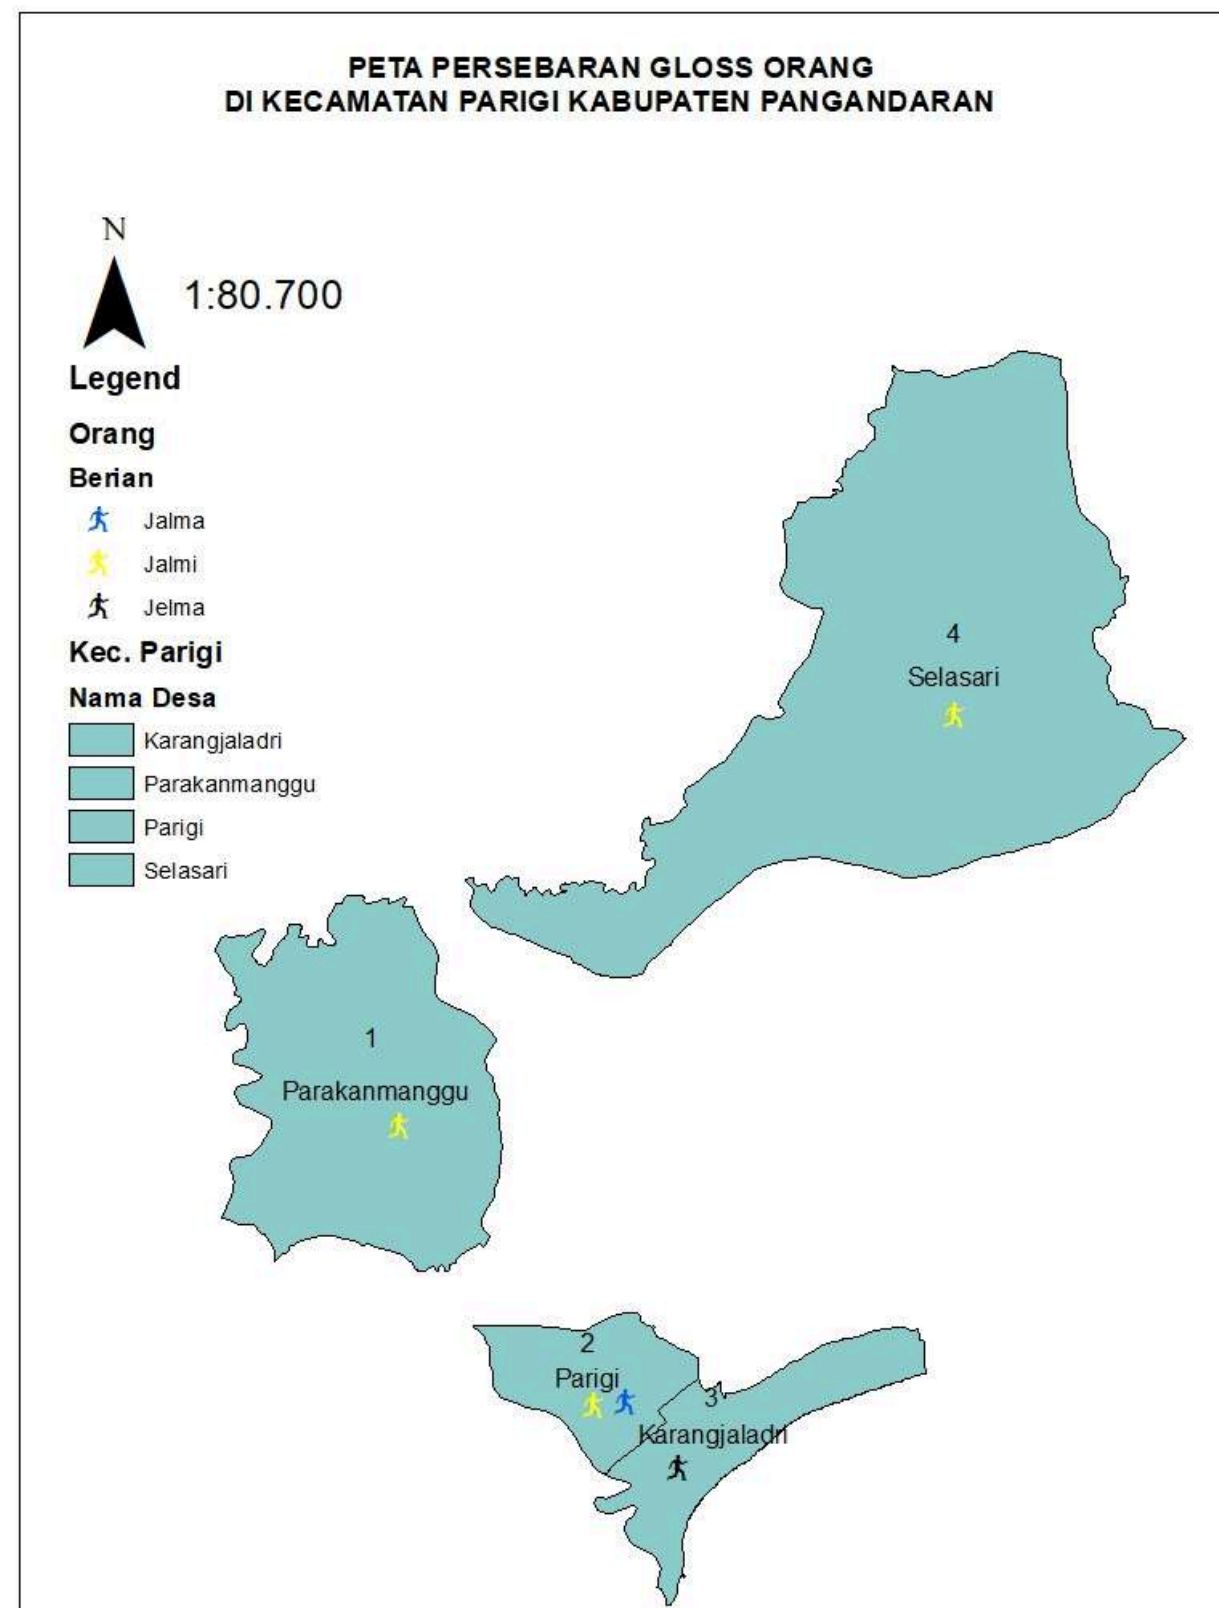 PETA PERSEBARAN GLOSS ORANG
DI KECAMATAN PARIGI KABUPATEN PANGANDARAN
N
1:80.700
Legend
Orang
Berian
Jalma
Jalmi
Jelma
Kec. Parigi
Nama Desa
Karangjaladri
Parakanmanggu
Parigi
Selasari
4
Selasari
1
Parakanmanggu
2
Parigi
3
Karangjaladri